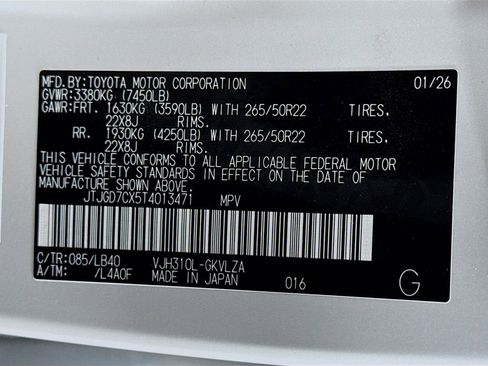 MFD.BY:TOYOTA MOTOR CORPORATION 01/26
GVWR:3380KG (7450LB)
GAWR:FRT. 1630KG (3590LB) WITH 265/50R22 TIRES,
22X8J RIMS.
RR. 1930KG (4250LB) WITH 265/50R22 TIRES,
22X8J RIMS.
THIS VEHICLE CONFORMS TO ALL APPLICABLE FEDERAL MOTOR
VEHICLE SAFETY STANDARDS IN EFFECT ON THE DATE OF
MANUFACTURE SHOWN ABOVE.
JTJGD7CX5T4013471 MPV
C/TR:085/LB40 VJH310L-GKVLZA
A/TM: /L4A0F MADE IN JAPAN 016 G